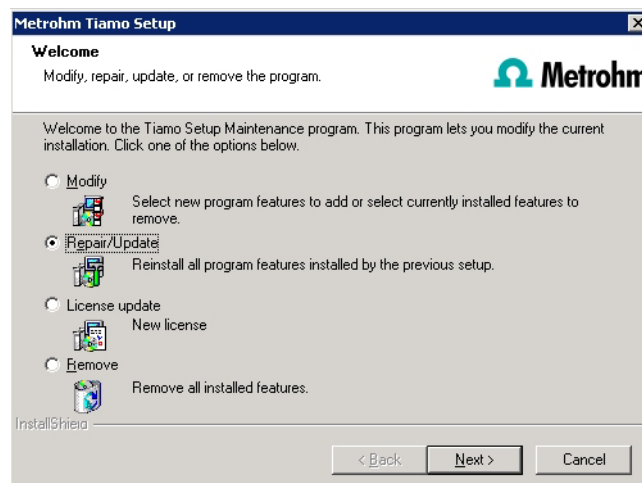 Metrohm Tiamo Setup
Welcome
Modify, repair, update, or remove the program.
Metrohm
Welcome to the Tiamo Setup Maintenance program. This program lets you modify the current
installation. Click one of the options below.
Modify
Select new program features to add or select currently installed features to
remove.
Repair/Update
Reinstall all program features installed by the previous setup.
License update
New license
Remove
Remove all installed features.
InstallShield
< Back
Next >
Cancel